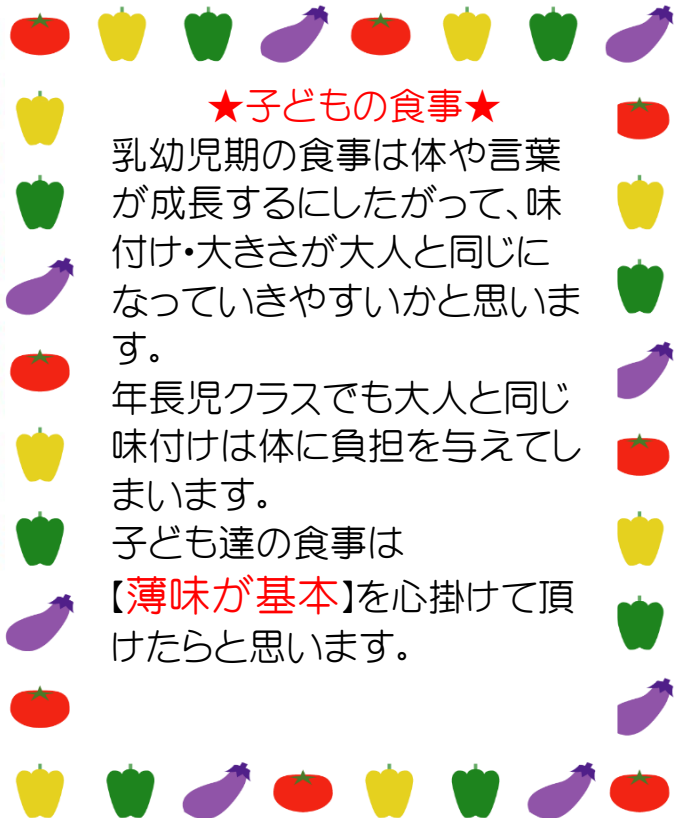 ★子どもの食事★
乳幼児期の食事は体や言葉
が成長するにしたがって、味
付け・大きさが大人と同じに
なっていきやすいかと思いま
す。
年長児クラスでも大人と同じ
味付けは体に負担を与えてし
まいます。
子ども達の食事は
【薄味が基本】を心掛けて頂
けたらと思います。